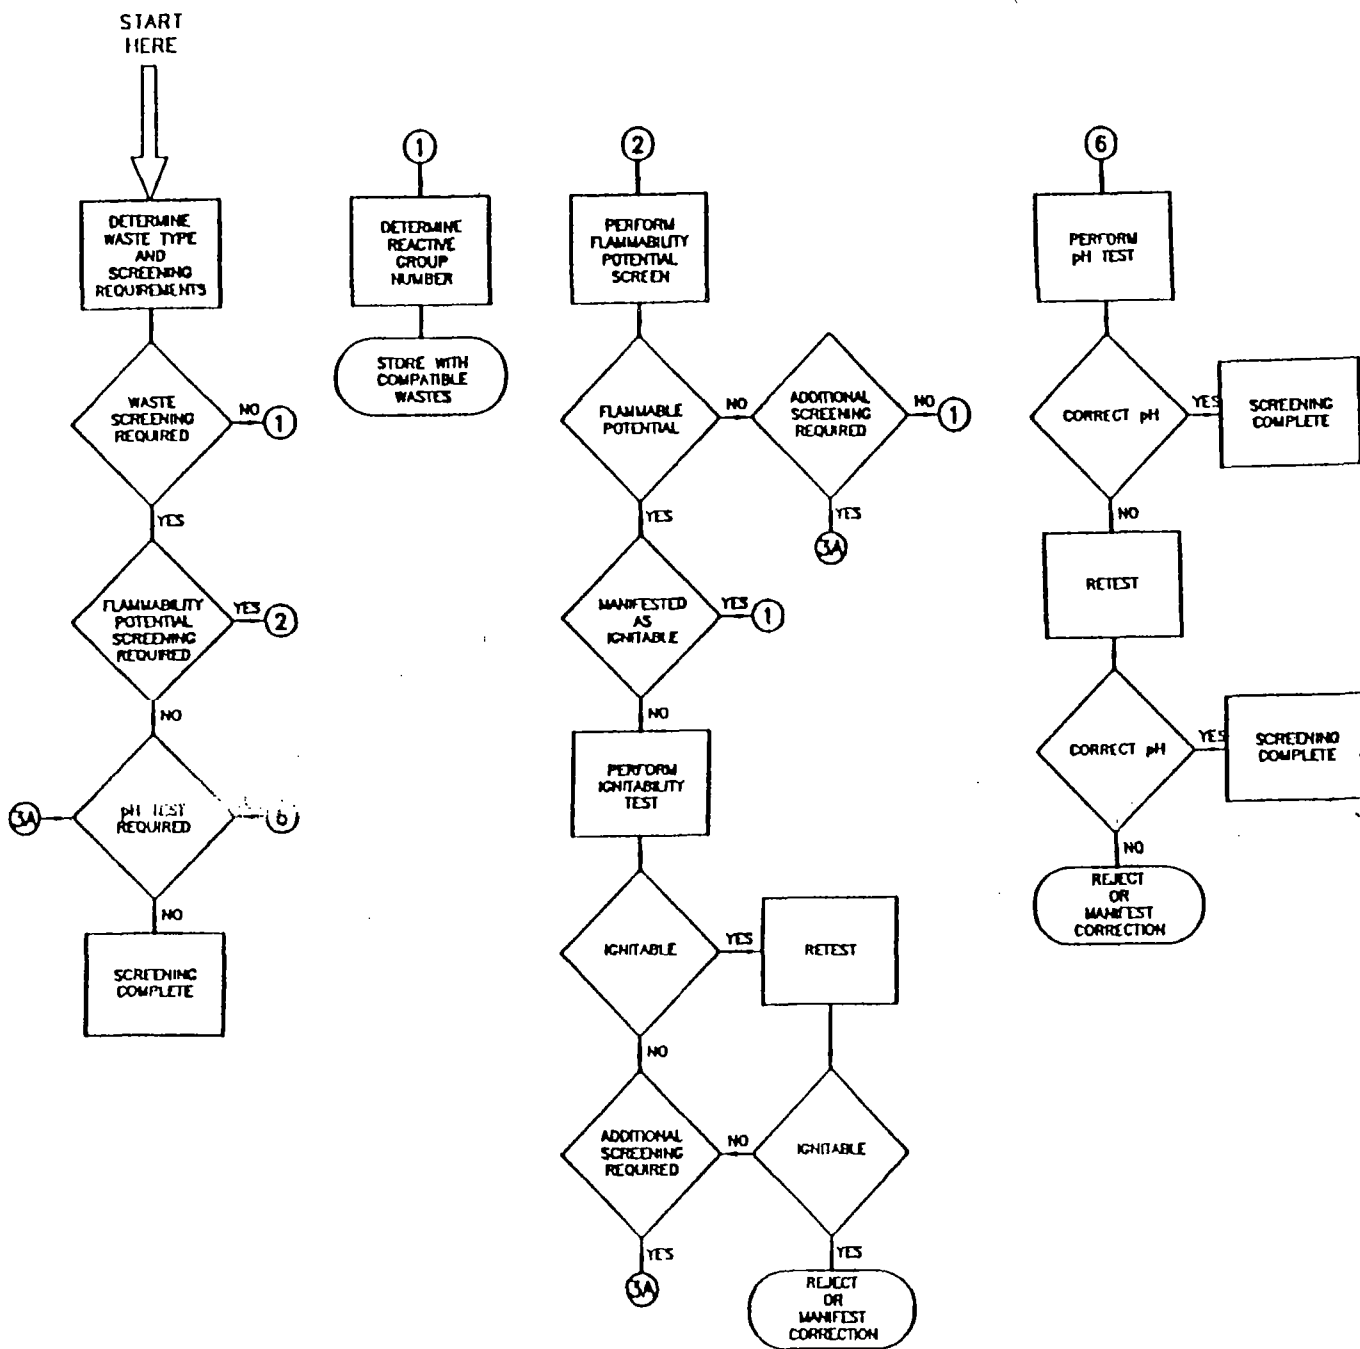 START
HERE
DETERMINE
WASTE TYPE
AND
SCREENING
REQUIREMENTS
WASTE
SCREENING
REQUIRED
NO
1
YES
FLAMMABILITY
POTENTIAL
SCREENING
REQUIRED
YES
2
NO
3A
pH TEST
REQUIRED
6
NO
SCREENING
COMPLETE
1
DETERMINE
REACTIVE
GROUP
NUMBER
STORE WITH
COMPATIBLE
WASTES
2
PERFORM
FLAMMABILITY
POTENTIAL
SCREEN
FLAMMABLE
POTENTIAL
NO
ADDITIONAL
SCREENING
REQUIRED
NO
1
YES
3A
YES
MANIFESTED
AS
IGNITABLE
YES
1
NO
PERFORM
IGNITABILITY
TEST
IGNITABLE
YES
RETEST
NO
ADDITIONAL
SCREENING
REQUIRED
NO
IGNITABLE
YES
3A
YES
REJECT
OR
MANIFEST
CORRECTION
6
PERFORM
pH TEST
CORRECT pH
YES
SCREENING
COMPLETE
NO
RETEST
CORRECT pH
YES
SCREENING
COMPLETE
NO
REJECT
OR
MANIFEST
CORRECTION